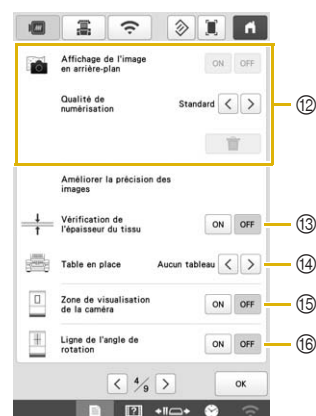 Affichage de l'image
en arrière-plan
ON OFF
Qualité de
numérisation
Standard < >
⑫
Améliorer la précision des
images
Vérification de
l'épaisseur du tissu
ON OFF
⑬
Table en place
Aucun tableau < >
⑭
Zone de visualisation
de la caméra
ON OFF
⑮
Ligne de l'angle de
rotation
ON OFF
⑯
< 4/9 >
OK
?